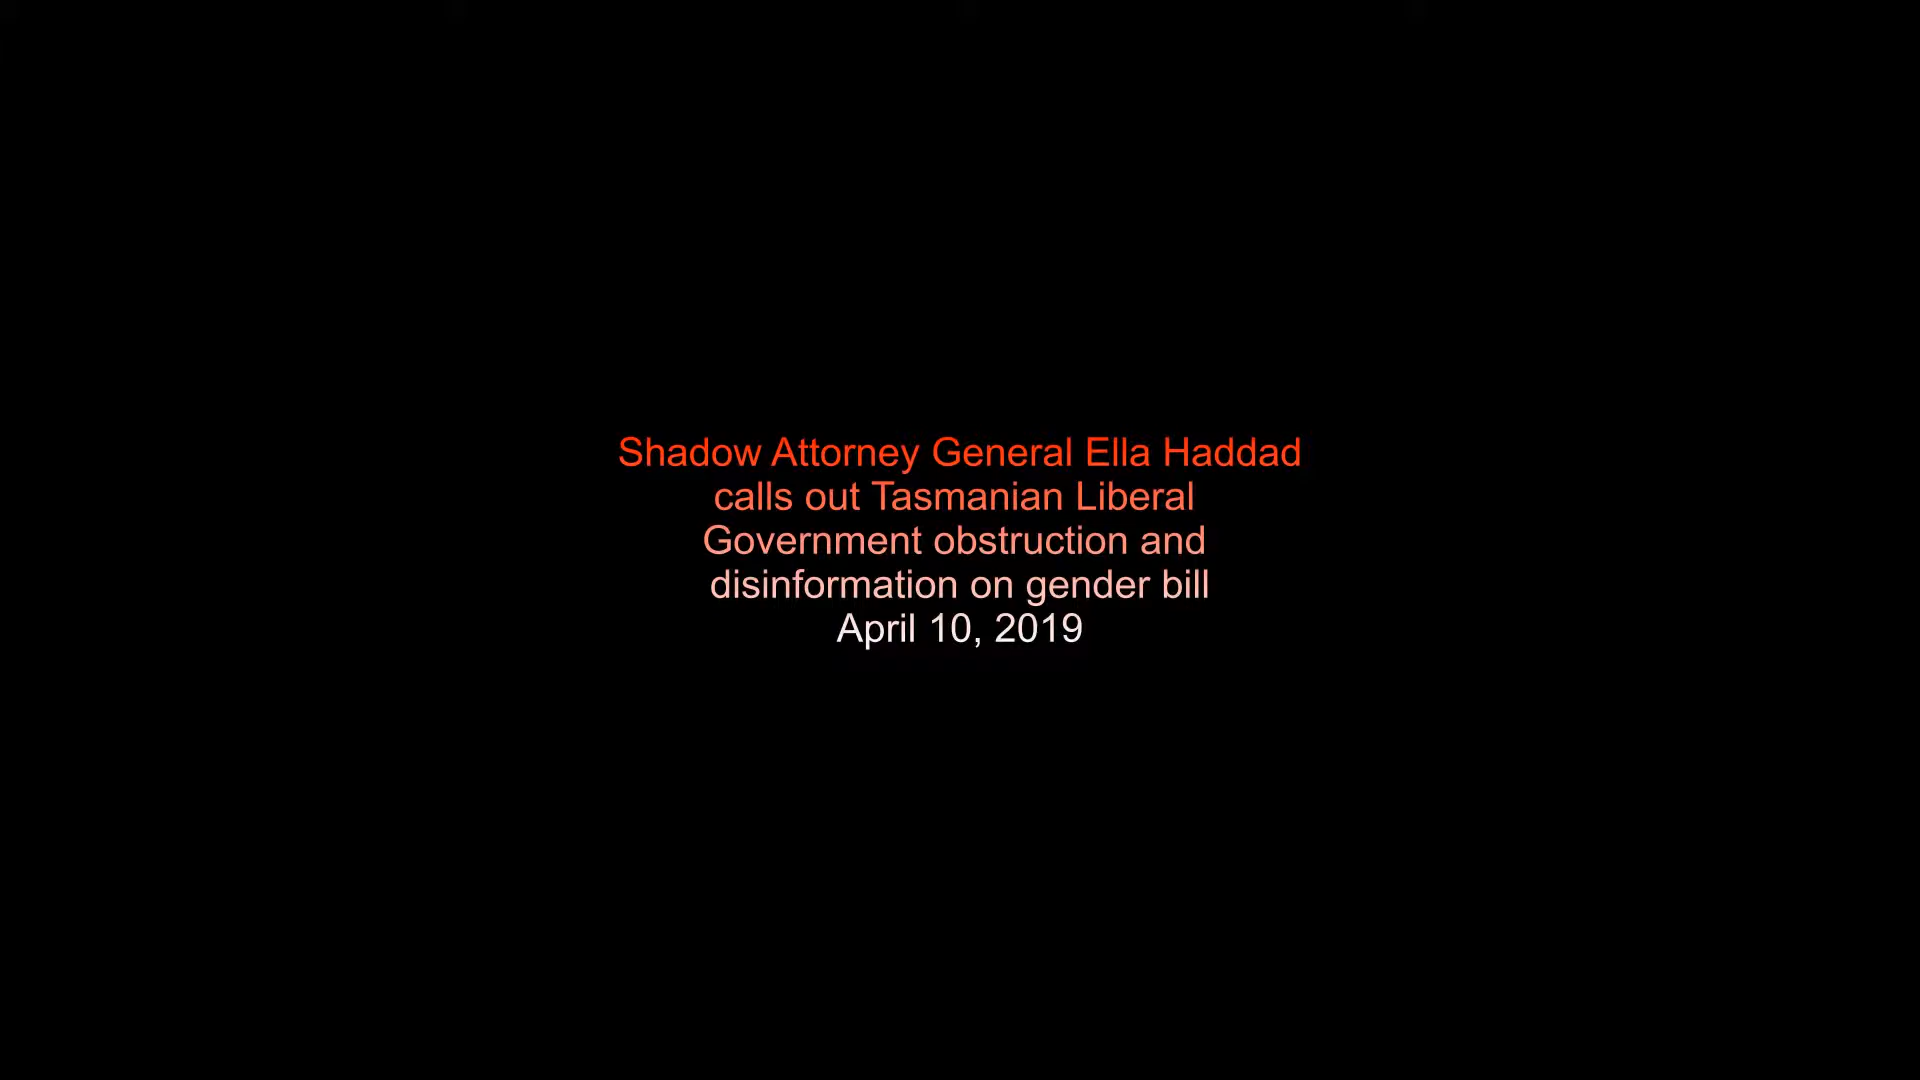 Shadow Attorney General Ella Haddad
calls out Tasmanian Liberal
Government obstruction and
disinformation on gender bill
April 10, 2019